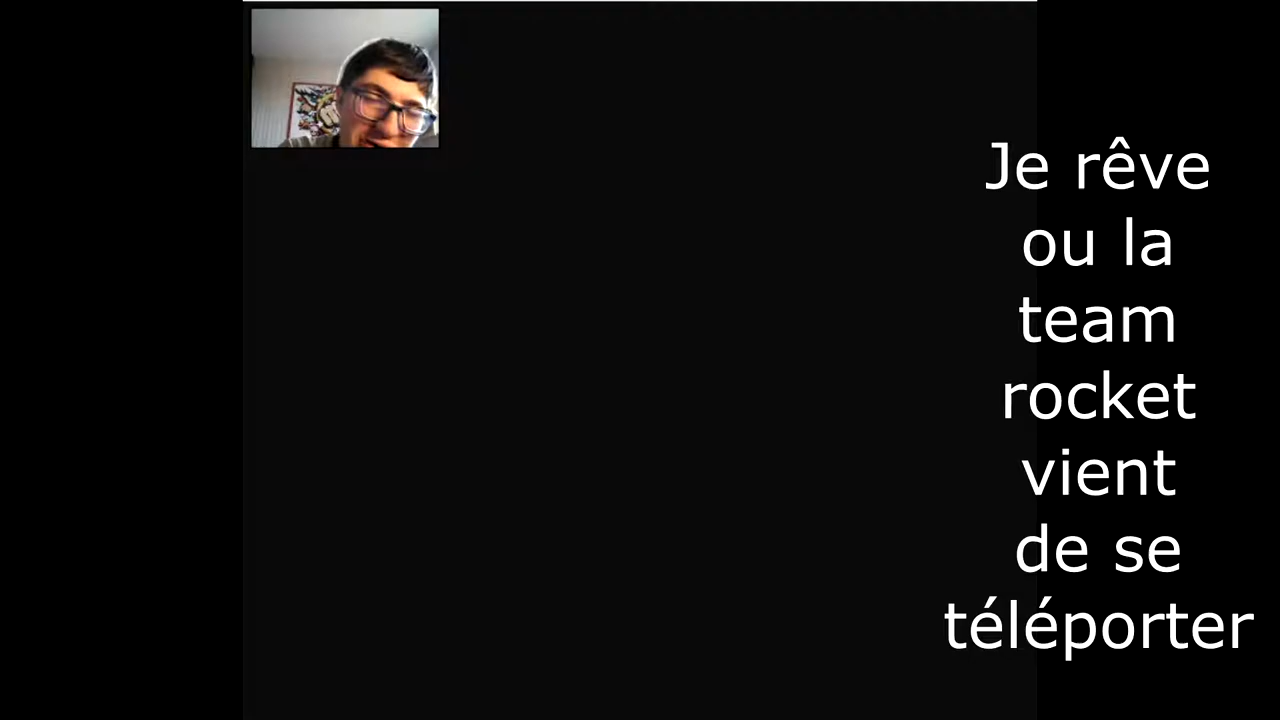 Je rêve
ou la
team
rocket
vient
de se
téléporter